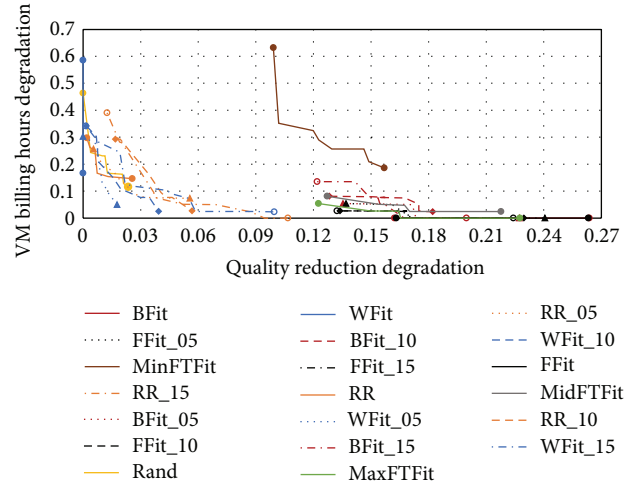 VM billing hours degradation
0.7
0.6
0.5
0.4
0.3
0.2
0.1
0
0 0.03 0.06 0.09 0.12 0.15 0.18 0.21 0.24 0.27
Quality reduction degradation
BFit WFit RR_05
FFit_05 BFit_10 WFit_10
MinFTFit FFit_15 FFit
RR_15 RR MidFTFit
BFit_05 WFit_05 RR_10
FFit_10 BFit_15 WFit_15
Rand MaxFTFit